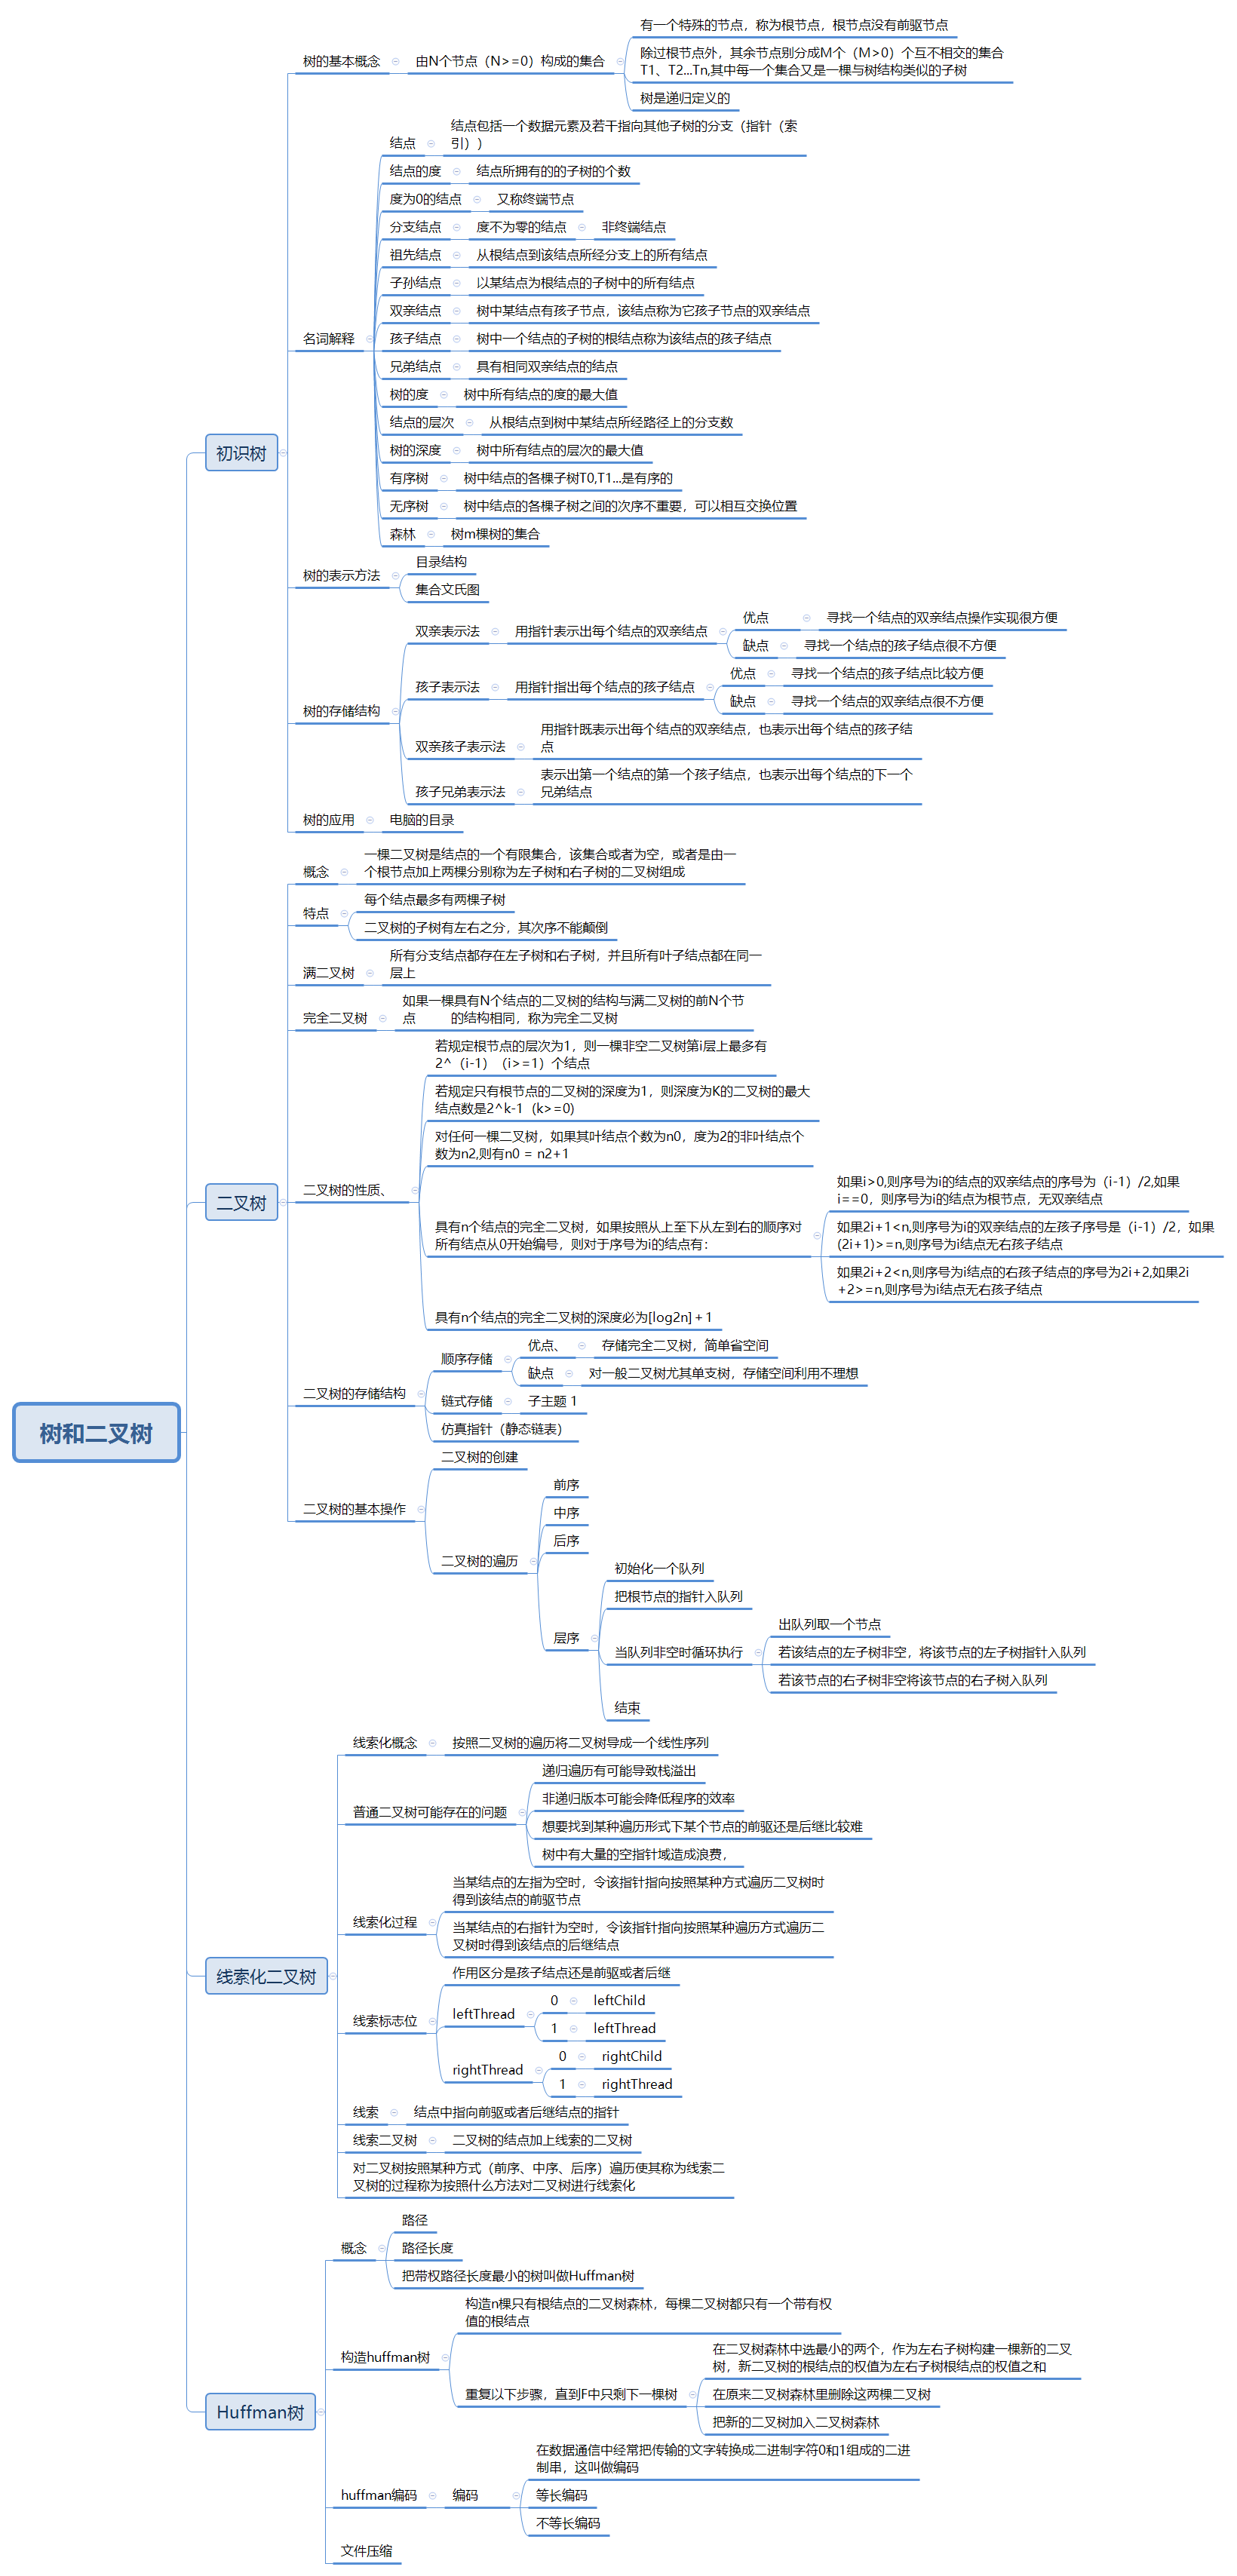 树和二叉树
初识树
树的基本概念
由N个节点（N>=0）构成的集合
有一个特殊的节点，称为根节点，根节点没有前驱节点
除过根节点外，其余节点别分成M个（M>0）个互不相交的集合
T1、T2...Tn,其中每一个集合又是一棵与树结构类似的子树
树是递归定义的
名词解释
结点
结点包括一个数据元素及若干指向其他子树的分支（指针（索
引））
结点的度
结点所拥有的的子树的个数
度为0的结点
又称终端节点
分支结点
度不为零的结点
非终端结点
祖先结点
从根结点到该结点所经分支上的所有结点
子孙结点
以某结点为根结点的子树中的所有结点
双亲结点
树中某结点有孩子节点，该结点称为它孩子节点的双亲结点
孩子结点
树中一个结点的子树的根结点称为该结点的孩子结点
兄弟结点
具有相同双亲结点的结点
树的度
树中所有结点的度的最大值
结点的层次
从根结点到树中某结点所经路径上的分支数
树的深度
树中所有结点的层次的最大值
有序树
树中结点的各棵子树T0,T1...是有序的
无序树
树中结点的各棵子树之间的次序不重要，可以相互交换位置
森林
树m棵树的集合
树的表示方法
目录结构
集合文氏图
树的存储结构
双亲表示法
用指针表示出每个结点的双亲结点
优点
寻找一个结点的双亲结点操作实现很方便
缺点
寻找一个结点的孩子结点很不方便
孩子表示法
用指针指出每个结点的孩子结点
优点
寻找一个结点的孩子结点比较方便
缺点
寻找一个结点的双亲结点很不方便
双亲孩子表示法
用指针既表示出每个结点的双亲结点，也表示出每个结点的孩子结
点
孩子兄弟表示法
表示出第一个结点的第一个孩子结点，也表示出每个结点的下一个
兄弟结点
树的应用
电脑的目录
二叉树
概念
一棵二叉树是结点的一个有限集合，该集合或者为空，或者是由一
个根节点加上两棵分别称为左子树和右子树的二叉树组成
特点
每个结点最多有两棵子树
二叉树的子树有左右之分，其次序不能颠倒
满二叉树
所有分支结点都存在左子树和右子树，并且所有叶子结点都在同一
层上
完全二叉树
如果一棵具有N个结点的二叉树的结构与满二叉树的前N个节
点 的结构相同，称为完全二叉树
二叉树的性质、
若规定根节点的层次为1，则一棵非空二叉树第i层上最多有
2^（i-1）（i>=1）个结点
若规定只有根节点的二叉树的深度为1，则深度为K的二叉树的最大
结点数是2^k-1（k>=0）
对任何一棵二叉树，如果其叶结点个数为n0，度为2的非叶结点个
数为n2,则有n0 = n2+1
具有n个结点的完全二叉树，如果按照从上至下从左到右的顺序对
所有结点从0开始编号，则对于序号为i的结点有：
如果i>0,则序号为i的结点的双亲结点的序号为（i-1）/2,如果
i==0，则序号为i的结点为根节点，无双亲结点
如果2i+1<n,则序号为i的双亲结点的左孩子序号是（i-1）/2，如果
(2i+1)>=n,则序号为i结点无右孩子结点
如果2i+2<n,则序号为i结点的右孩子结点的序号为2i+2,如果2i
+2>=n,则序号为i结点无右孩子结点
具有n个结点的完全二叉树的深度必为[log2n]＋1
二叉树的存储结构
顺序存储
优点、
存储完全二叉树，简单省空间
缺点
对一般二叉树尤其单支树，存储空间利用不理想
链式存储
子主题 1
仿真指针（静态链表）
二叉树的基本操作
二叉树的创建
二叉树的遍历
前序
中序
后序
层序
初始化一个队列
把根节点的指针入队列
当队列非空时循环执行
出队列取一个节点
若该结点的左子树非空，将该节点的左子树指针入队列
若该节点的右子树非空将该节点的右子树入队列
结束
线索化二叉树
线索化概念
按照二叉树的遍历将二叉树导成一个线性序列
普通二叉树可能存在的问题
递归遍历有可能导致栈溢出
非递归版本可能会降低程序的效率
想要找到某种遍历形式下某个节点的前驱还是后继比较难
树中有大量的空指针域造成浪费，
线索化过程
当某结点的左指为空时，令该指针指向按照某种方式遍历二叉树时
得到该结点的前驱节点
当某结点的右指针为空时，令该指针指向按照某种遍历方式遍历二
叉树时得到该结点的后继结点
线索标志位
作用区分是孩子结点还是前驱或者后继
leftThread
0
leftChild
1
leftThread
rightThread
0
rightChild
1
rightThread
线索
结点中指向前驱或者后继结点的指针
线索二叉树
二叉树的结点加上线索的二叉树
对二叉树按照某种方式（前序、中序、后序）遍历使其称为线索二
叉树的过程称为按照什么方法对二叉树进行线索化
Huffman树
概念
路径
路径长度
把带权路径长度最小的树叫做Huffman树
构造huffman树
构造n棵只有根结点的二叉树森林，每棵二叉树都只有一个带有权
值的根结点
重复以下步骤，直到F中只剩下一棵树
在二叉树森林中选最小的两个，作为左右子树构建一棵新的二叉
树，新二叉树的根结点的权值为左右子树根结点的权值之和
在原来二叉树森林里删除这两棵二叉树
把新的二叉树加入二叉树森林
huffman编码
编码
在数据通信中经常把传输的文字转换成二进制字符0和1组成的二进
制串，这叫做编码
等长编码
不等长编码
文件压缩